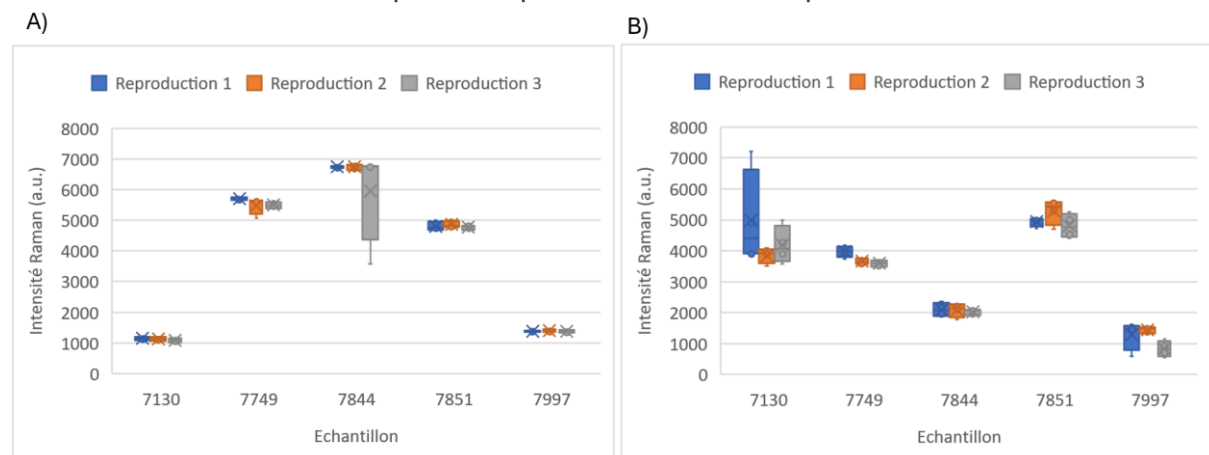 A)
Reproduction 1 Reproduction 2 Reproduction 3
8000
7000
6000
5000
4000
3000
2000
1000
0
Intensité Raman (a.u.)
7130 7749 7844 7851 7997
Echantillon
B)
Reproduction 1 Reproduction 2 Reproduction 3
8000
7000
6000
5000
4000
3000
2000
1000
0
Intensité Raman (a.u.)
7130 7749 7844 7851 7997
Echantillon